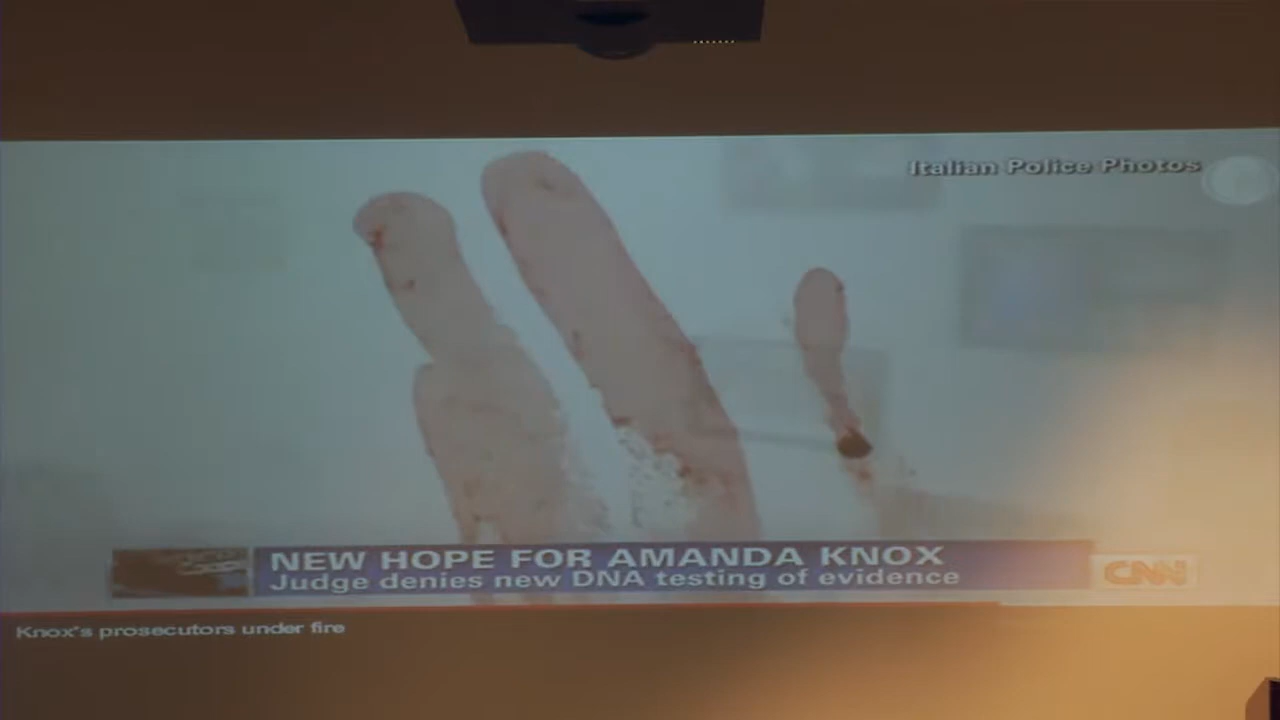 Italian Police Photos
NEW HOPE FOR AMANDA KNOX
Judge denies new DNA testing of evidence
CNN
Knox's prosecutors under fire